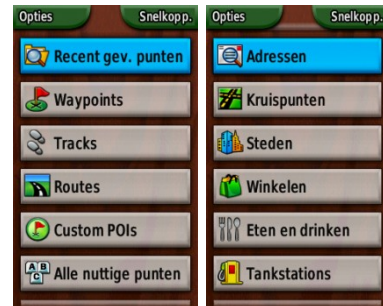 Opties Snelkopp.
Recent gev. punten
Waypoints
Tracks
Routes
Custom POIs
Alle nuttige punten
Opties Snelkopp.
Adressen
Kruispunten
Steden
Winkelen
Eten en drinken
Tankstations